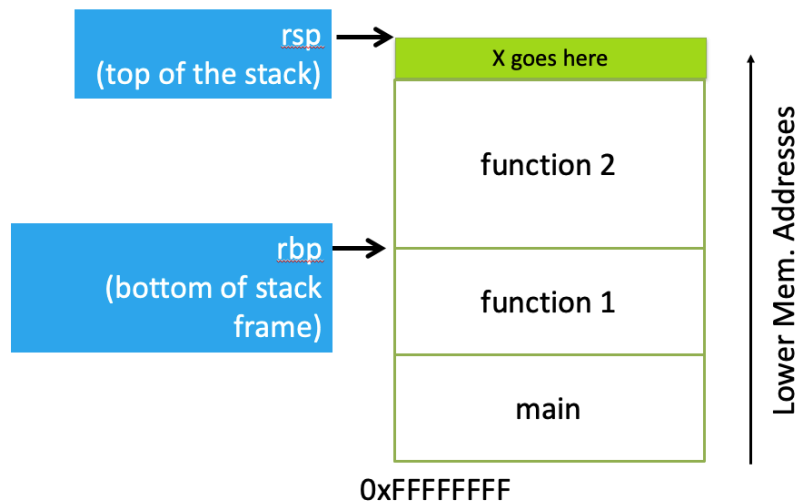 rsp
(top of the stack)
X goes here
function 2
rbp
(bottom of stack
frame)
function 1
main
0xFFFFFFFF
Lower Mem. Addresses